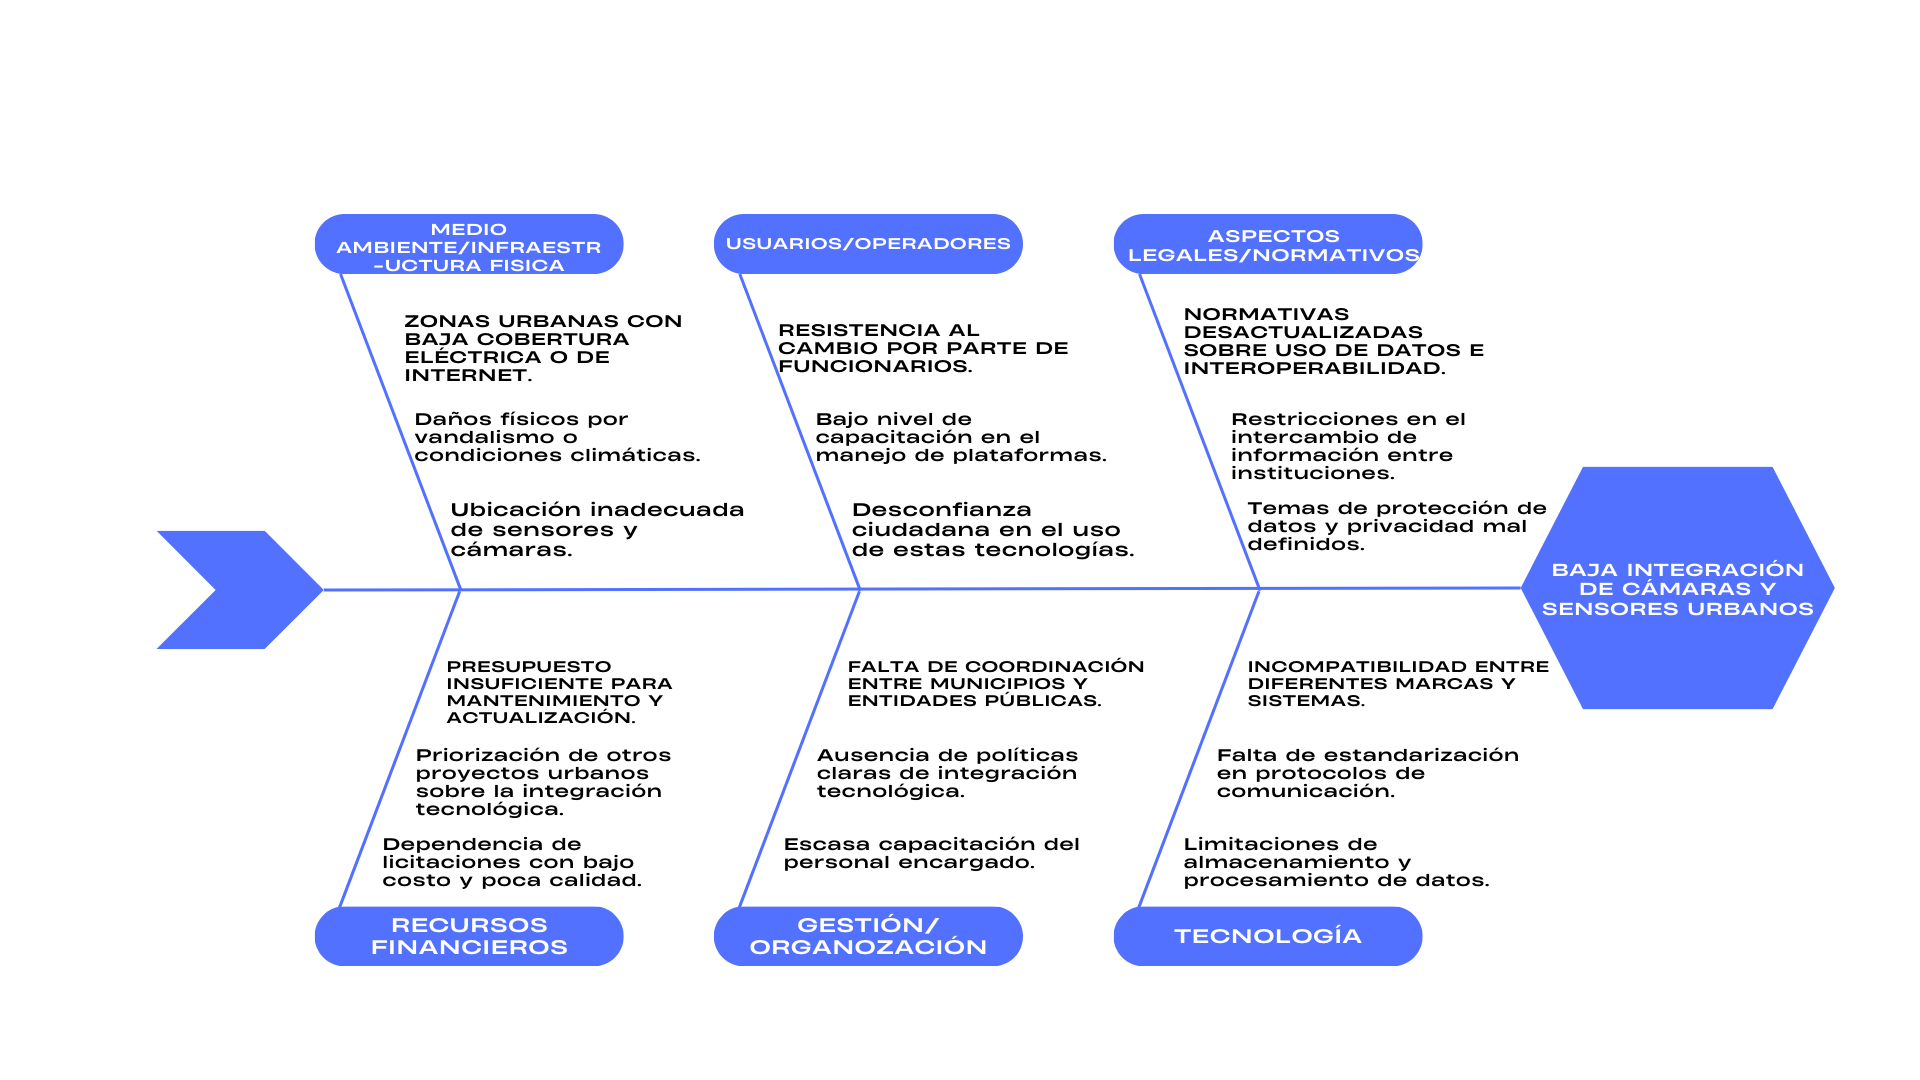 MEDIO
AMBIENTE/INFRAESTR
-UCTURA FISICA
ZONAS URBANAS CON
BAJA COBERTURA
ELÉCTRICA O DE
INTERNET.
Daños físicos por
vandalismo o
condiciones climáticas.
Ubicación inadecuada
de sensores y
cámaras.
USUARIOS/OPERADORES
RESISTENCIA AL
CAMBIO POR PARTE DE
FUNCIONARIOS.
Bajo nivel de
capacitación en el
manejo de plataformas.
Desconfianza
ciudadana en el uso
de estas tecnologías.
ASPECTOS
LEGALES/NORMATIVOS
NORMATIVAS
DESACTUALIZADAS
SOBRE USO DE DATOS E
INTEROPERABILIDAD.
Restricciones en el
intercambio de
información entre
instituciones.
Temas de protección de
datos y privacidad mal
definidos.
BAJA INTEGRACIÓN
DE CÁMARAS Y
SENSORES URBANOS
PRESUPUESTO
INSUFICIENTE PARA
MANTENIMIENTO Y
ACTUALIZACIÓN.
Priorización de otros
proyectos urbanos
sobre la integración
tecnológica.
Dependencia de
licitaciones con bajo
costo y poca calidad.
RECURSOS
FINANCIEROS
FALTA DE COORDINACIÓN
ENTRE MUNICIPIOS Y
ENTIDADES PÚBLICAS.
Ausencia de políticas
claras de integración
tecnológica.
Escasa capacitación del
personal encargado.
GESTIÓN/
ORGANOZACIÓN
INCOMPATIBILIDAD ENTRE
DIFERENTES MARCAS Y
SISTEMAS.
Falta de estandarización
en protocolos de
comunicación.
Limitaciones de
almacenamiento y
procesamiento de datos.
TECNOLOGÍA